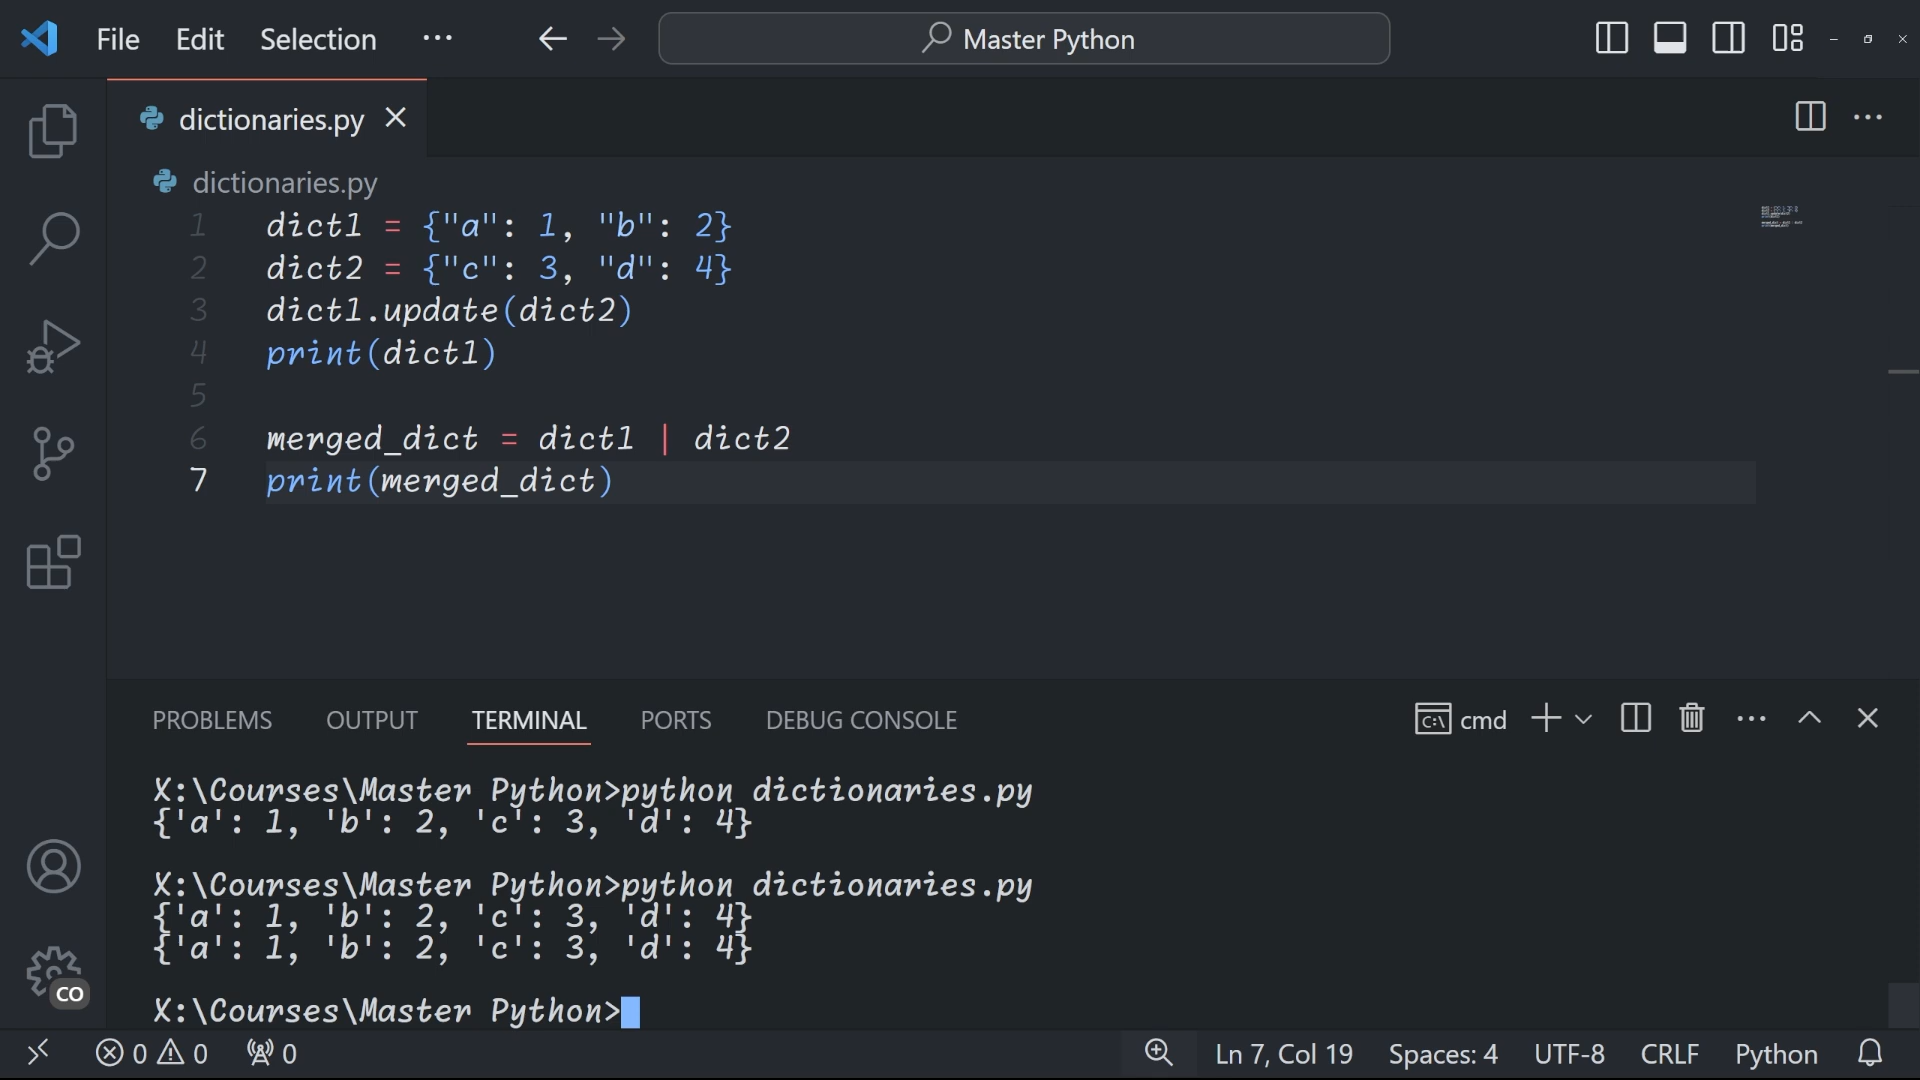 File Edit Selection ··· Master Python
dictionaries.py
dictionaries.py
1 dict1 = {"a": 1, "b": 2}
2 dict2 = {"c": 3, "d": 4}
3 dict1.update(dict2)
4 print(dict1)
5
6 merged_dict = dict1 | dict2
7 print(merged_dict)
PROBLEMS OUTPUT TERMINAL PORTS DEBUG CONSOLE cmd
X:\Courses\Master Python>python dictionaries.py
{'a': 1, 'b': 2, 'c': 3, 'd': 4}
X:\Courses\Master Python>python dictionaries.py
{'a': 1, 'b': 2, 'c': 3, 'd': 4}
{'a': 1, 'b': 2, 'c': 3, 'd': 4}
X:\Courses\Master Python>
CO
0 0 0 Ln 7, Col 19 Spaces: 4 UTF-8 CRLF Python